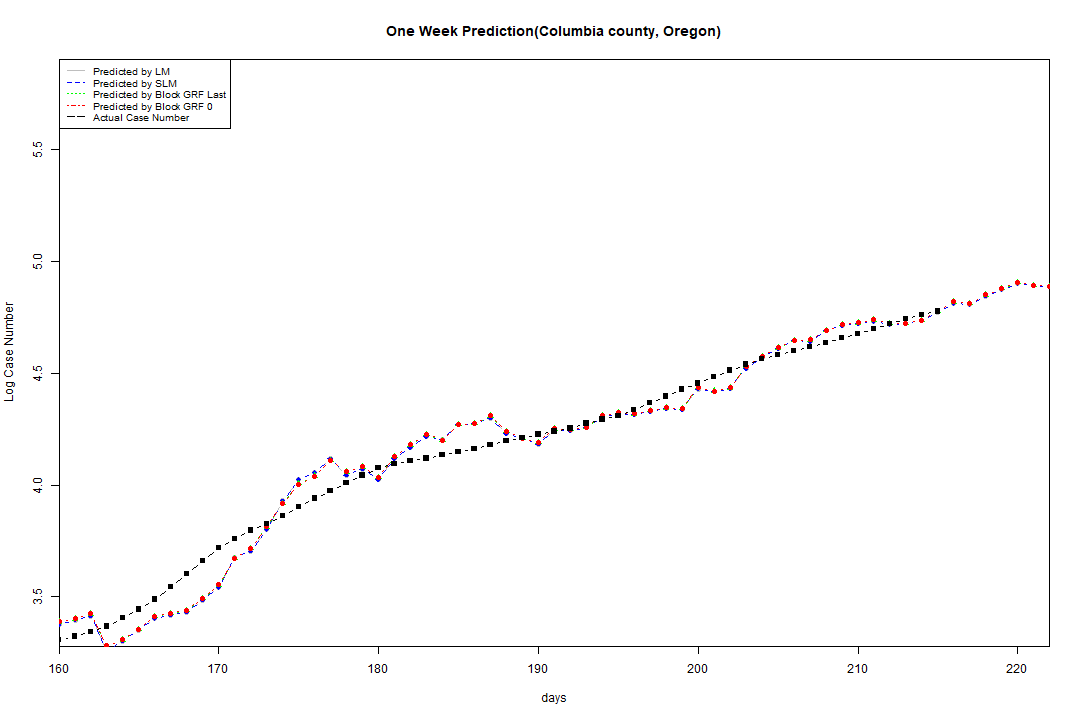 One Week Prediction(Columbia county, Oregon)
Predicted by LM
Predicted by SLM
Predicted by Block GRF Last
Predicted by Block GRF 0
Actual Case Number
5.5
5.0
4.5
4.0
3.5
Log Case Number
160 170 180 190 200 210 220
days